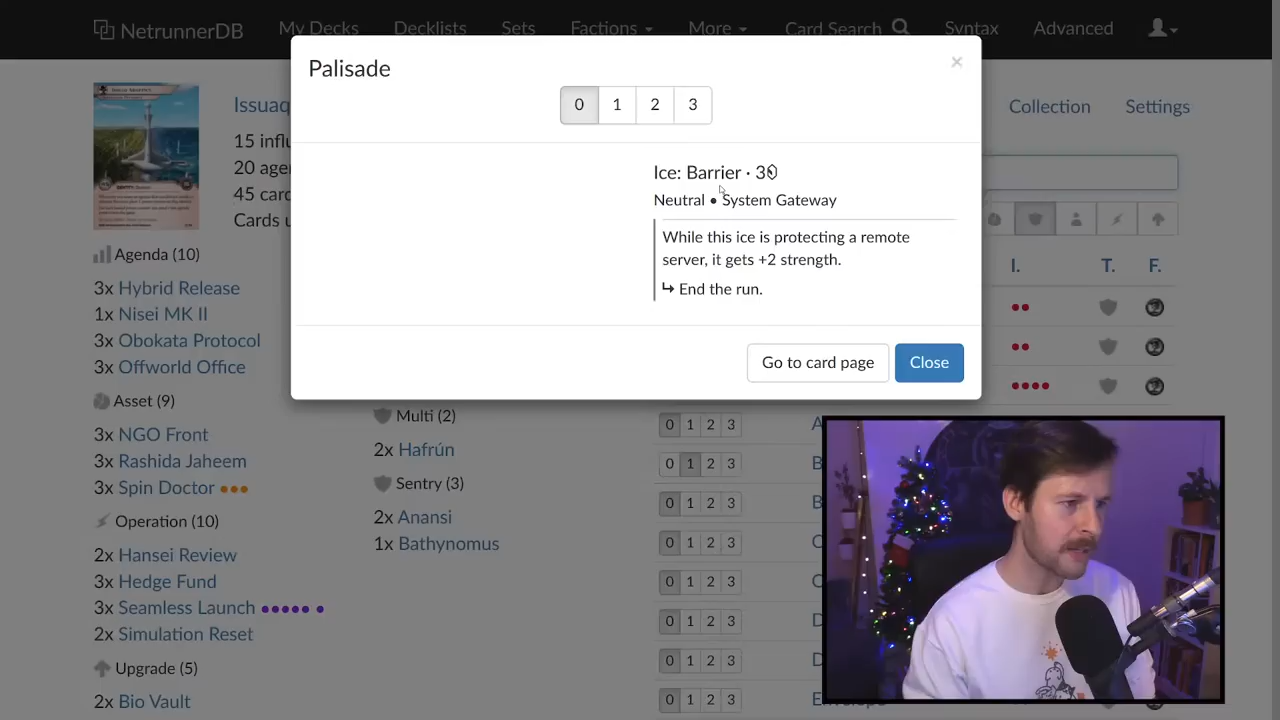 NetrunnerDB My Decks Decklists Sets Factions More Card Search Syntax Advanced
Palisade
×
0 1 2 3
Ice: Barrier · 3
Neutral • System Gateway
While this ice is protecting a remote
server, it gets +2 strength.
↳ End the run.
Go to card page Close
Issuaq
15 influ
20 agen
45 card
Cards u
Agenda (10)
3x Hybrid Release
1x Nisei MK II
3x Obokata Protocol
3x Offworld Office
Asset (9)
3x NGO Front
3x Rashida Jaheem
3x Spin Doctor
Operation (10)
2x Hansei Review
3x Hedge Fund
3x Seamless Launch
2x Simulation Reset
Upgrade (5)
2x Bio Vault
Multi (2)
2x Hafrún
Sentry (3)
2x Anansi
1x Bathynomus
Collection Settings
I. T. F.
0 1 2 3 A
0 1 2 3 B
0 1 2 3 B
0 1 2 3 C
0 1 2 3 C
0 1 2 3 D
0 1 2 3 D
0 1 2 3 Envelope